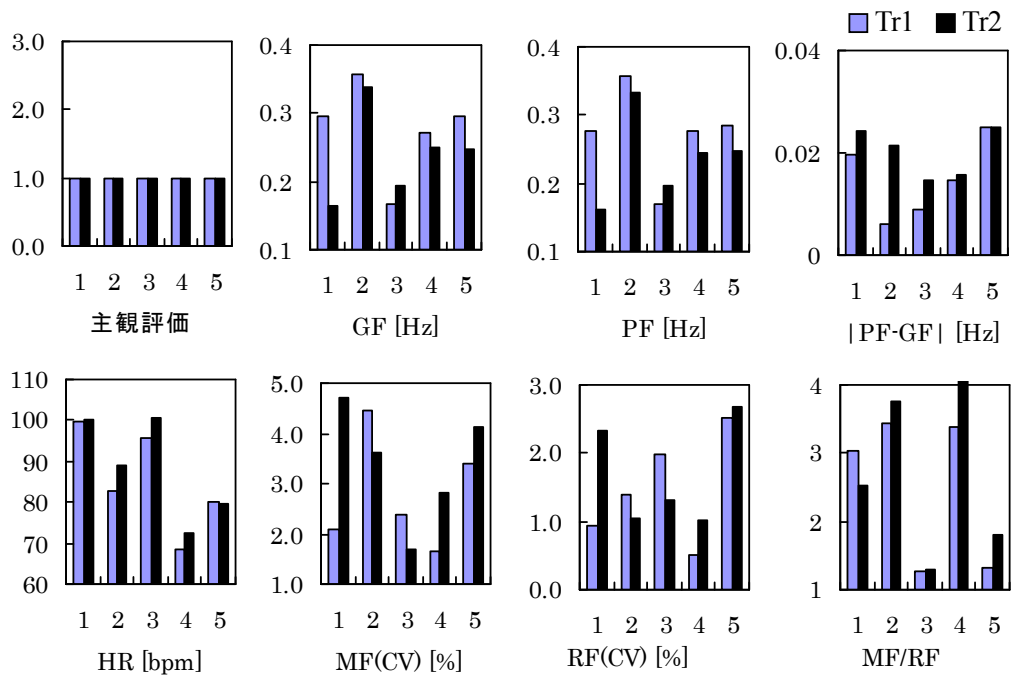 Tr1 Tr2
3.0
2.0
1.0
0.0
1 2 3 4 5
主観評価
0.4
0.3
0.2
0.1
1 2 3 4 5
GF [Hz]
0.4
0.3
0.2
0.1
1 2 3 4 5
PF [Hz]
0.04
0.02
0
1 2 3 4 5
|PF-GF| [Hz]
110
100
90
80
70
60
1 2 3 4 5
HR [bpm]
5.0
4.0
3.0
2.0
1.0
1 2 3 4 5
MF(CV) [%]
3.0
2.0
1.0
0.0
1 2 3 4 5
RF(CV) [%]
4
3
2
1
1 2 3 4 5
MF/RF